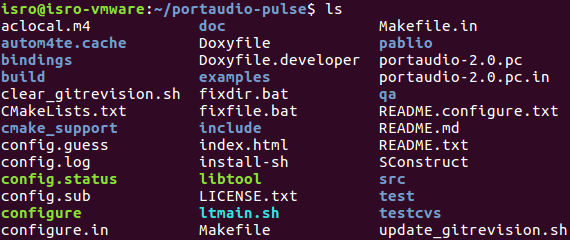 isro@isro-vmware:~/portaudio-pulse$ ls
aclocal.m4 doc Makefile.in
autom4te.cache Doxyfile pablio
bindings Doxyfile.developer portaudio-2.0.pc
build examples portaudio-2.0.pc.in
clear_gitrevision.sh fixdir.bat qa
CMakeLists.txt fixfile.bat README.configure.txt
cmake_support include README.md
config.guess index.html README.txt
config.log install-sh SConstruct
config.status libtool src
config.sub LICENSE.txt test
configure ltmain.sh testcvs
configure.in Makefile update_gitrevision.sh